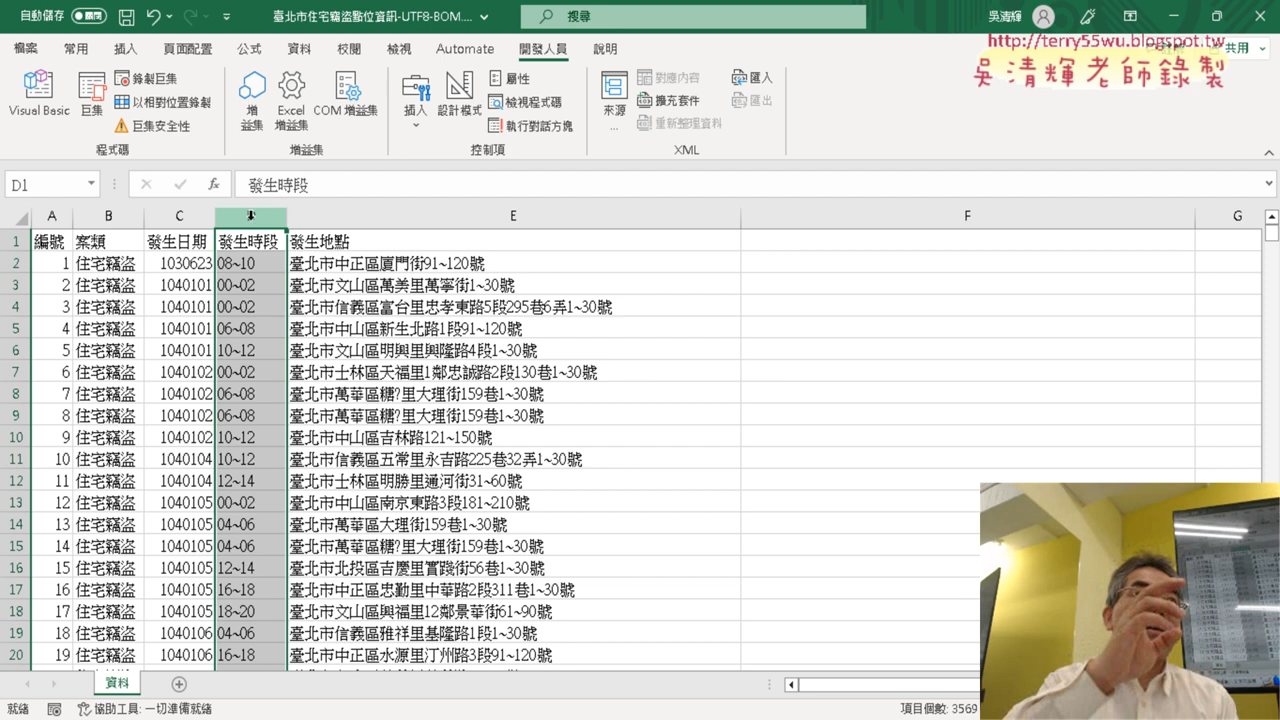 自動儲存 關閉 臺北市住宅竊盜點位資訊-UTF8-BOM.... 搜尋 吳清輝
檔案 常用 插入 頁面配置 公式 資料 校閱 檢視 Automate 開發人員 說明 共用
http://terry55wu.blogspot.tw
吳清輝老師錄製
Visual Basic 巨集 錄製巨集 以相對位置錄製 巨集安全性 程式碼
增益集 Excel 增益集 COM 增益集 增益集
插入 設計模式 屬性 檢視程式碼 執行對話方塊 控制項
來源... 對應內容 擴充套件 重新整理資料 匯入 匯出 XML
D1 fx 發生時段
A B C E F G
1 編號 案類 發生日期 發生時段 發生地點
2 1 住宅竊盜 1030623 08~10 臺北市中正區廈門街91~120號
3 2 住宅竊盜 1040101 00~02 臺北市文山區萬美里萬寧街1~30號
4 3 住宅竊盜 1040101 00~02 臺北市信義區富台里忠孝東路5段295巷6弄1~30號
5 4 住宅竊盜 1040101 06~08 臺北市中山區新生北路1段91~120號
6 5 住宅竊盜 1040101 10~12 臺北市文山區明興里興隆路4段1~30號
7 6 住宅竊盜 1040102 00~02 臺北市士林區天福里1鄰忠誠路2段130巷1~30號
8 7 住宅竊盜 1040102 06~08 臺北市萬華區糖?里大理街159巷1~30號
9 8 住宅竊盜 1040102 06~08 臺北市萬華區糖?里大理街159巷1~30號
10 9 住宅竊盜 1040102 10~12 臺北市中山區吉林路121~150號
11 10 住宅竊盜 1040104 10~12 臺北市信義區五常里永吉路225巷32弄1~30號
12 11 住宅竊盜 1040104 12~14 臺北市士林區明勝里通河街31~60號
13 12 住宅竊盜 1040105 00~02 臺北市中山區南京東路3段181~210號
14 13 住宅竊盜 1040105 04~06 臺北市萬華區大理街159巷1~30號
15 14 住宅竊盜 1040105 04~06 臺北市萬華區糖?里大理街159巷1~30號
16 15 住宅竊盜 1040105 12~14 臺北市北投區吉慶里實踐街56巷1~30號
17 16 住宅竊盜 1040105 16~18 臺北市中正區忠勤里中華路2段311巷1~30號
18 17 住宅竊盜 1040105 18~20 臺北市文山區興福里12鄰景華街61~90號
19 18 住宅竊盜 1040106 04~06 臺北市信義區雅祥里基隆路1段1~30號
20 19 住宅竊盜 1040106 16~18 臺北市中正區水源里汀州路3段91~120號
資料
就緒 協助工具: 一切準備就緒 項目個數: 3569